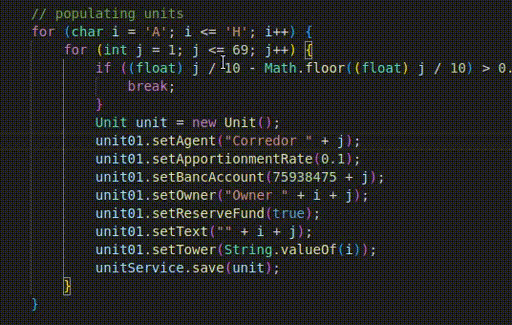 // populating units
for (char i = 'A'; i <= 'H'; i++) {
for (int j = 1; j <= 69; j++) {
if ((float) j / 10 - Math.floor((float) j / 10) > 0.
break;
}
Unit unit = new Unit();
unit01.setAgent("Corredor " + j);
unit01.setApportionmentRate(0.1);
unit01.setBancAccount(75938475 + j);
unit01.setOwner("Owner " + i + j);
unit01.setReserveFund(true);
unit01.setText("" + i + j);
unit01.setTower(String.valueOf(i));
unitService.save(unit);
}
}